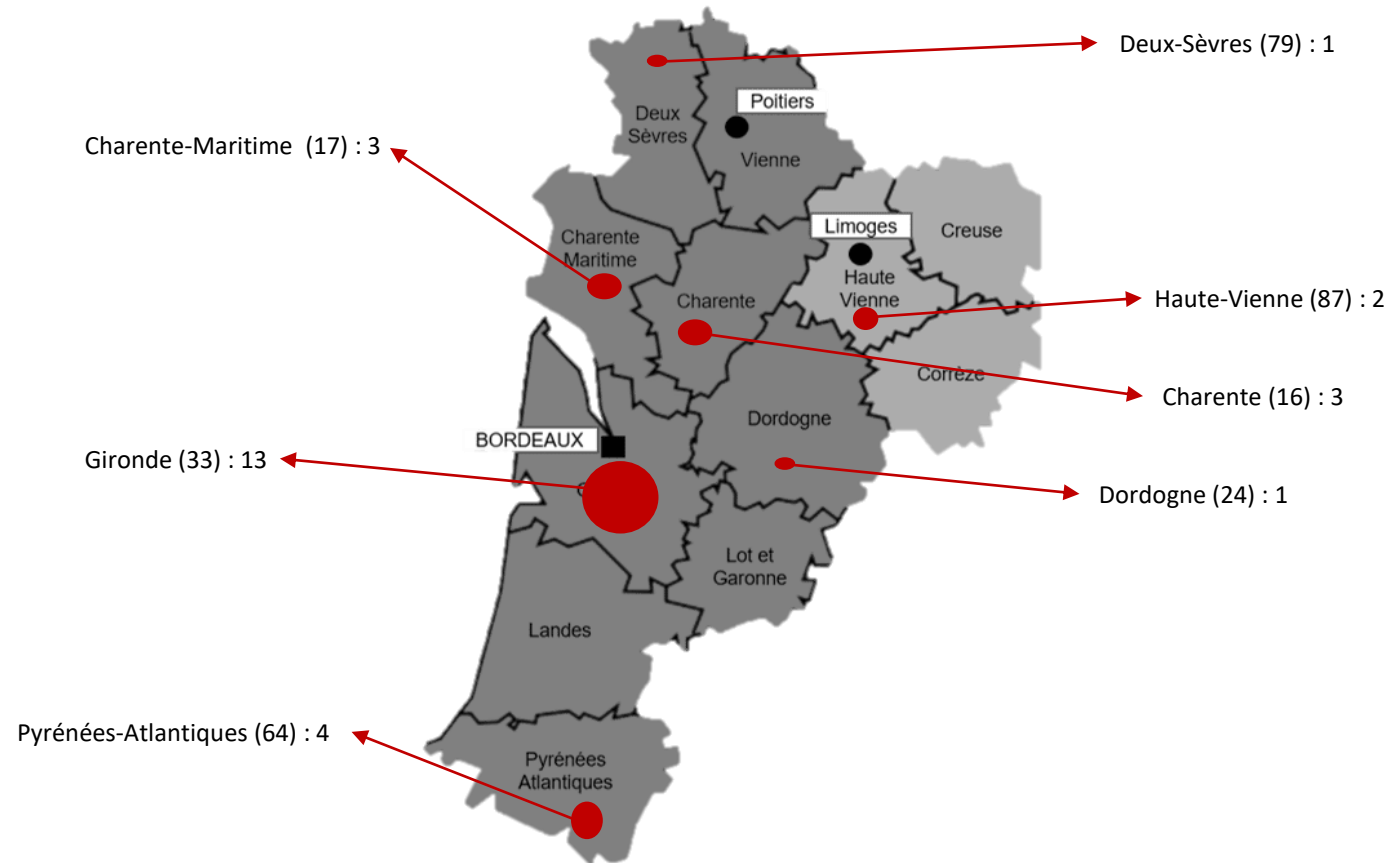 Deux-Sèvres (79) : 1
Poitiers
Deux
Sèvres
Charente-Maritime (17) : 3
Vienne
Limoges
Creuse
Charente
Maritime
Haute
Vienne
Charente
Haute-Vienne (87) : 2
Corrèze
Charente (16) : 3
Dordogne
BORDEAUX
Gironde (33) : 13
Dordogne (24) : 1
Lot et
Garonne
Landes
Pyrénées-Atlantiques (64) : 4
Pyrénées
Atlantiques